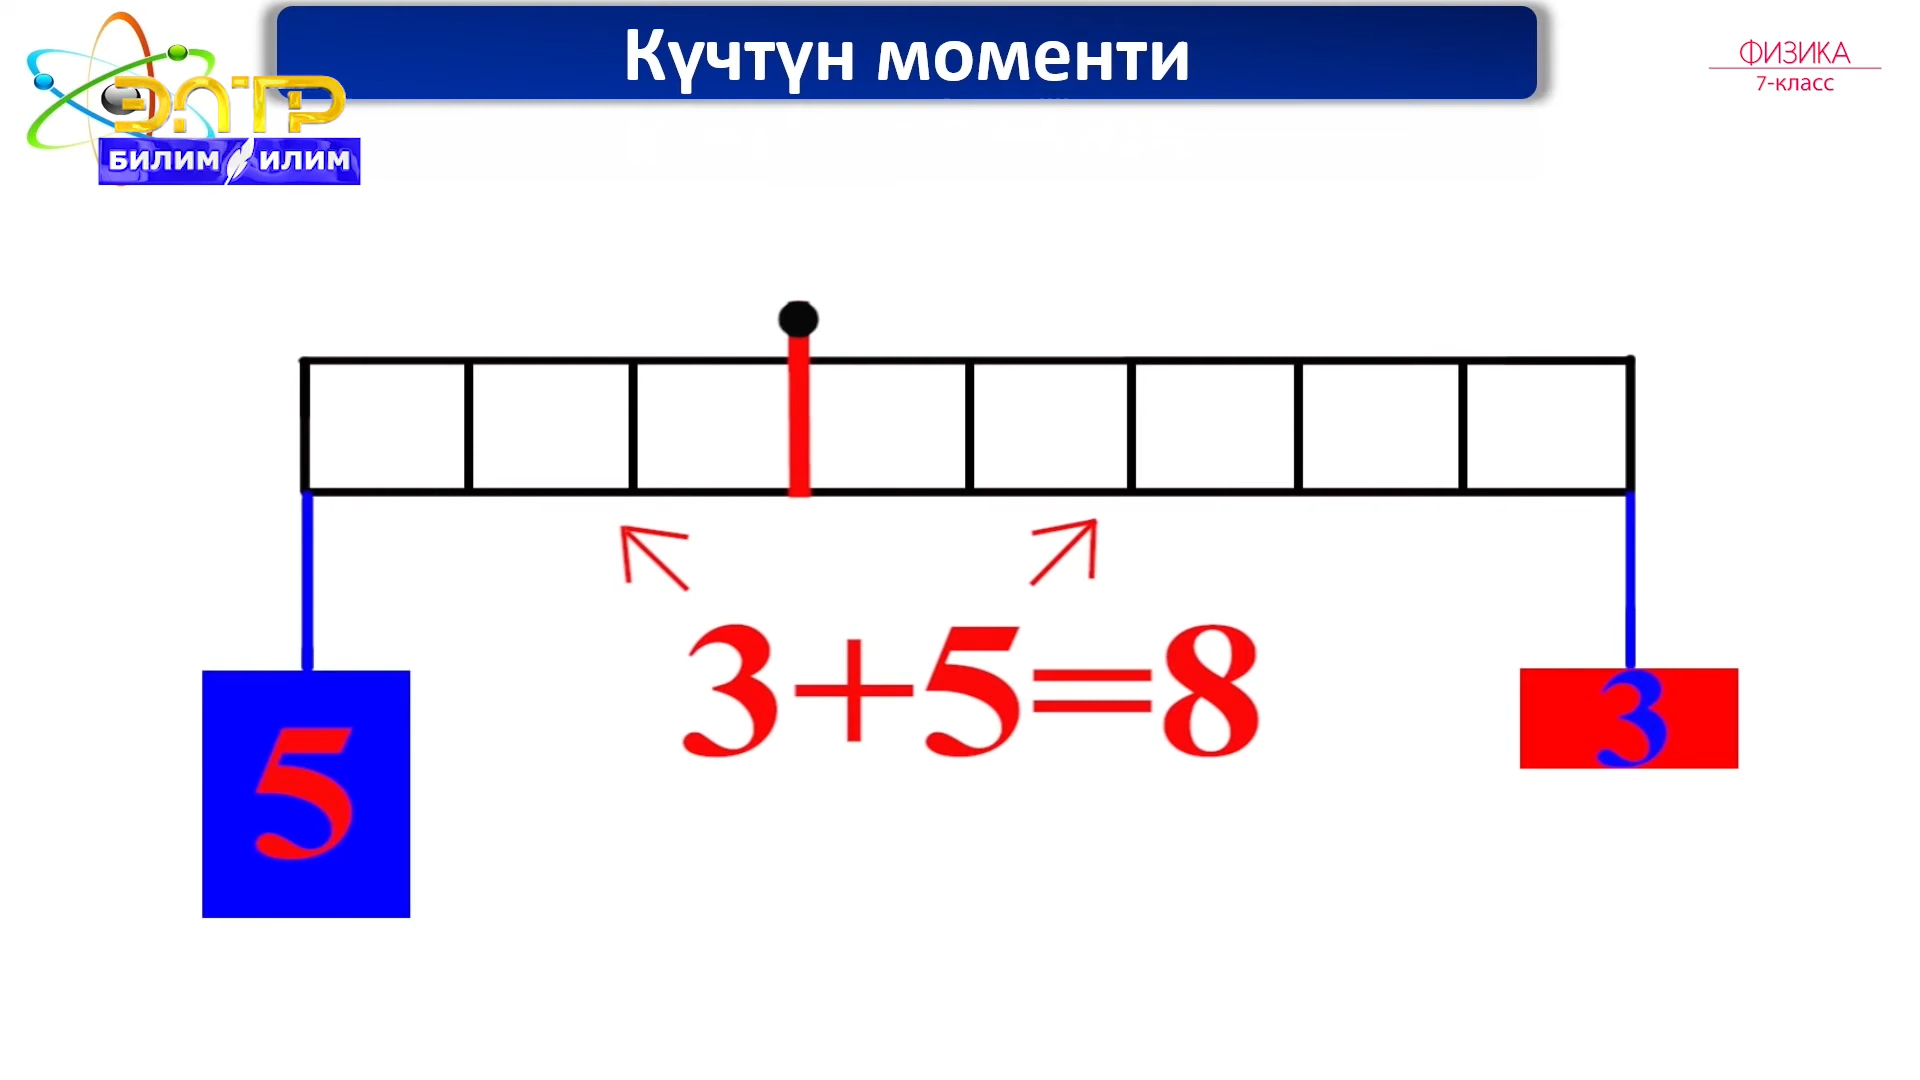 Күчтүн моменти
ФИЗИКА
7-класс
ЭЛТР
БИЛИМ ИЛИМ
3+5=8
5
3